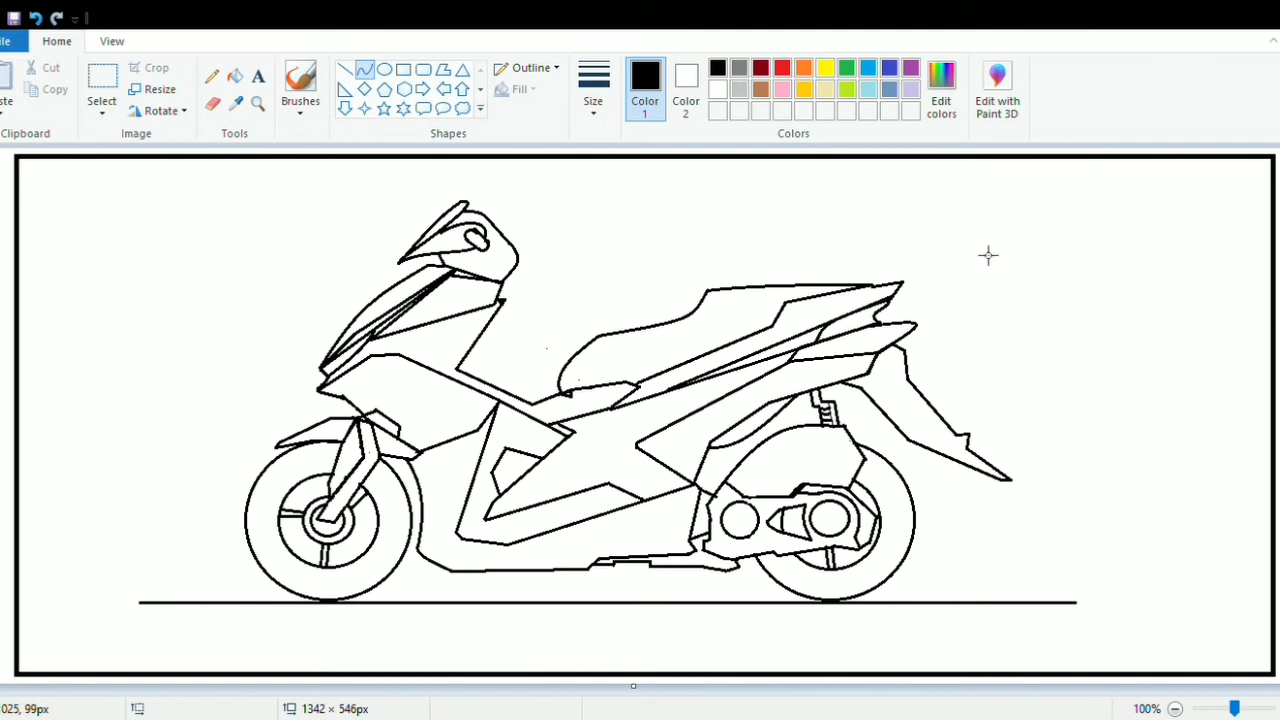 ile
Home
View
ste
Cut
Copy
Clipboard
Select
Crop
Resize
Rotate
Image
A
Tools
Brushes
Shapes
Outline
Fill
Size
Color
1
Color
2
Colors
Edit
colors
Edit with
Paint 3D
025, 99px
1342 × 546px
100%